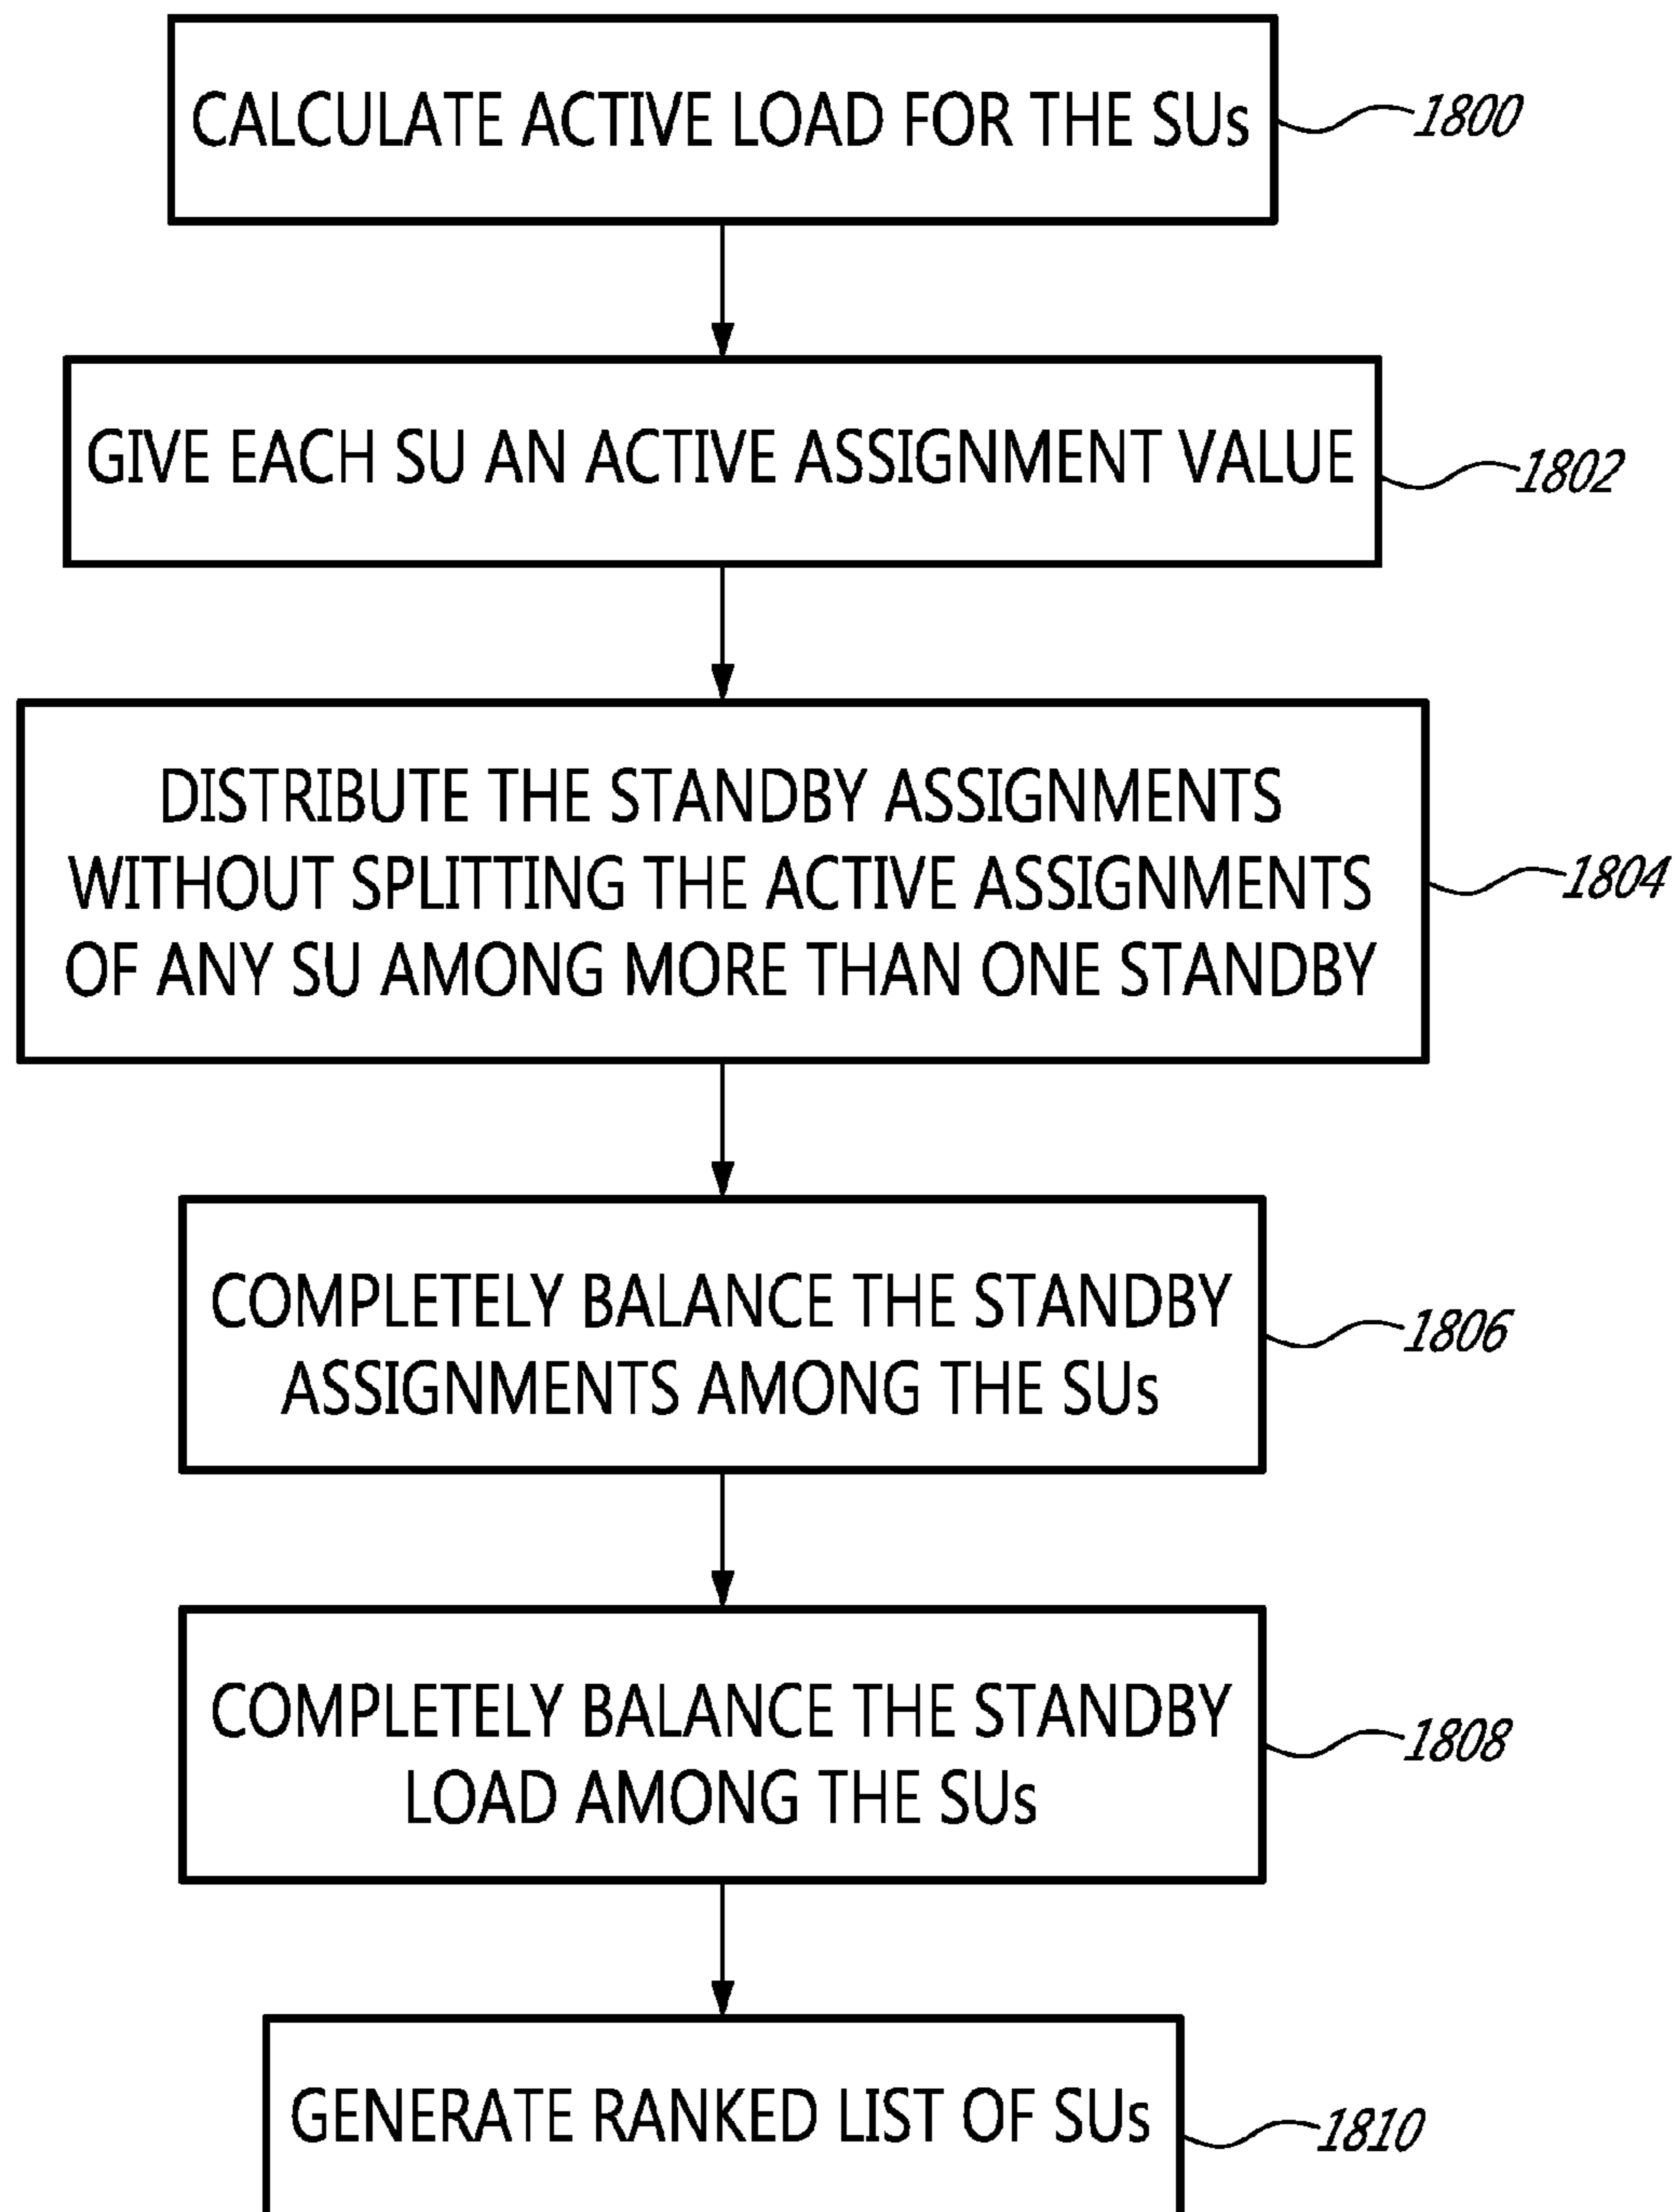 CALCULATE ACTIVE LOAD FOR THE SUs
1800
GIVE EACH SU AN ACTIVE ASSIGNMENT VALUE
1802
DISTRIBUTE THE STANDBY ASSIGNMENTS
WITHOUT SPLITTING THE ACTIVE ASSIGNMENTS
OF ANY SU AMONG MORE THAN ONE STANDBY
1804
COMPLETELY BALANCE THE STANDBY
ASSIGNMENTS AMONG THE SUs
1806
COMPLETELY BALANCE THE STANDBY
LOAD AMONG THE SUs
1808
GENERATE RANKED LIST OF SUs
1810